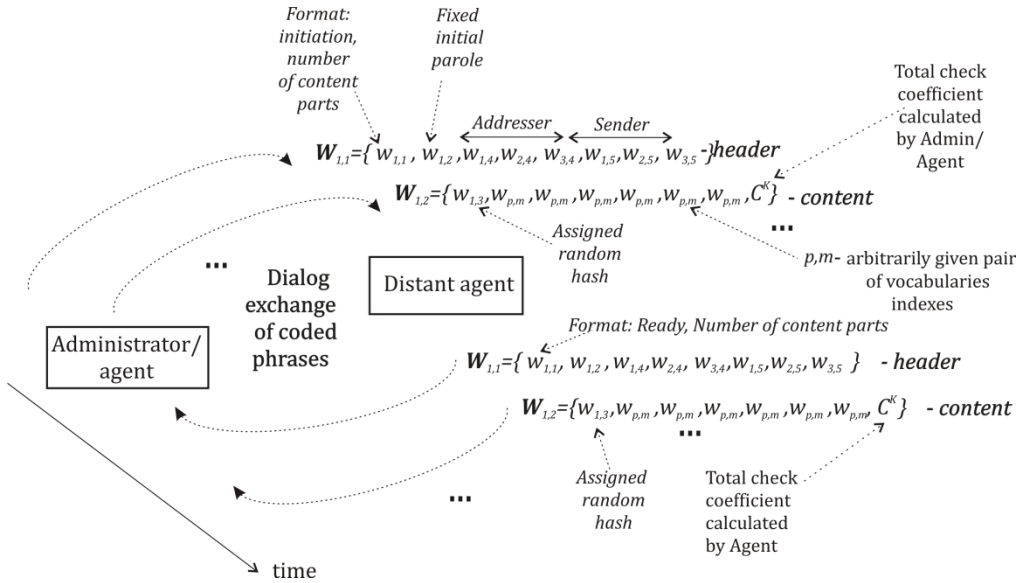 Format:
initiation,
number
of content
parts
Fixed
initial
parole
Total check
coefficient
calculated
by Admin/
Agent
Addresser
Sender
W1,1={ w1,1 , w1,2 ,w1,4,w2,4, w3,4,w1,5,w2,5, w3,5 }-header
W1,2={w1,3,wp,m,wp,m,wp,m,wp,m,wp,m,wp,m,C^K} - content
...
Assigned
random
hash
p,m- arbitrarily given pair
of vocabularies
indexes
...
Dialog
exchange
of coded
phrases
Distant agent
Administrator/
agent
Format: Ready, Number of content parts
W1,1={ w1,1, w1,2 ,w1,4,w2,4, w3,4,w1,5,w2,5, w3,5 } - header
W1,2={w1,3,wp,m,wp,m,wp,m,wp,m,wp,m,wp,m, C^K} - content
...
Assigned
random
hash
Total check
coefficient
calculated
by Agent
...
time